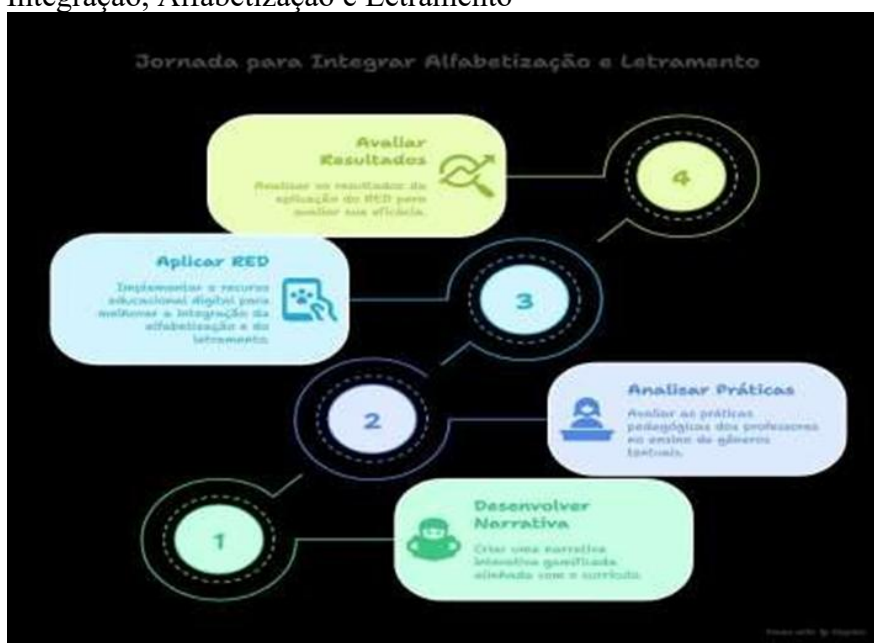 Integração, Alfabetização e Letramento
Jornada para Integrar Alfabetização e Letramento
Avaliar
Resultados
Analisar os resultados da
aplicação do RED para
avaliar sua eficácia.
4
Aplicar RED
Implementar o recurso
educacional digital para
melhorar a integração da
alfabetização e do
letramento.
3
2
Analisar Práticas
Avaliar as práticas
pedagógicas dos professores
no ensino de gêneros
textuais.
1
Desenvolver
Narrativa
Criar uma narrativa
interativa gamificada
alinhada com o currículo.